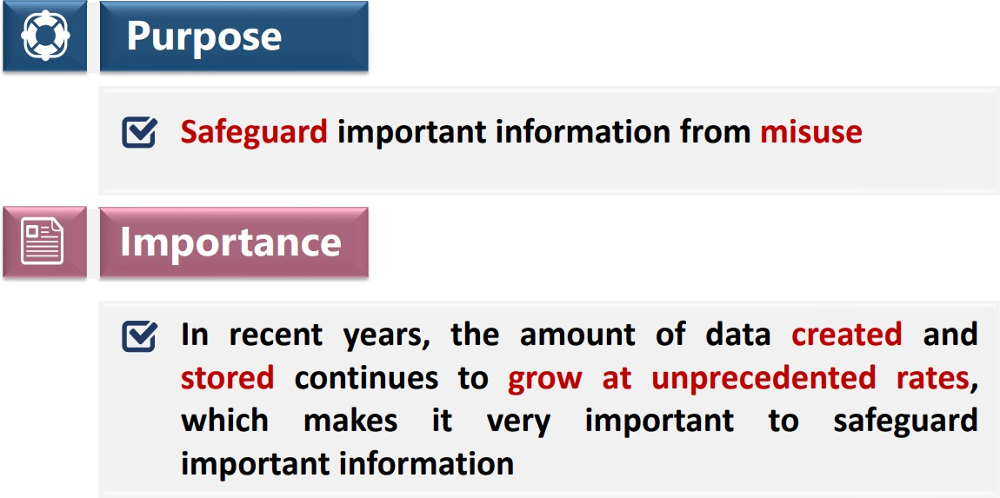 Purpose
Safeguard important information from misuse
Importance
In recent years, the amount of data created and
stored continues to grow at unprecedented rates,
which makes it very important to safeguard
important information